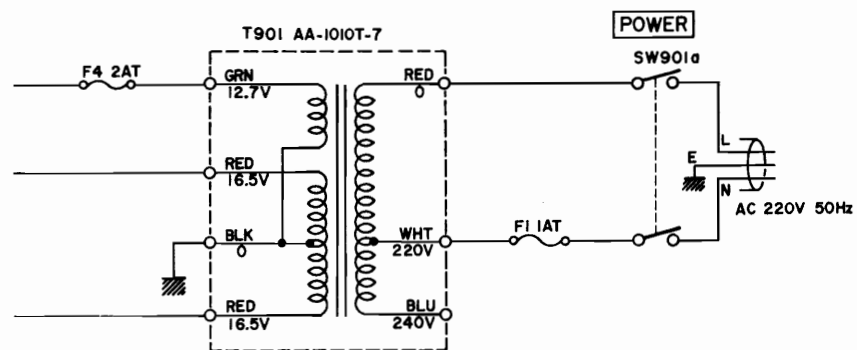 POWER
T901 AA-1010T-7
SW901a
F4 2AT
GRN
12.7V
RED
0
L
E
N
RED
16.5V
AC 220V 50Hz
BLK
0
WHT
220V
F1 1AT
RED
16.5V
BLU
240V